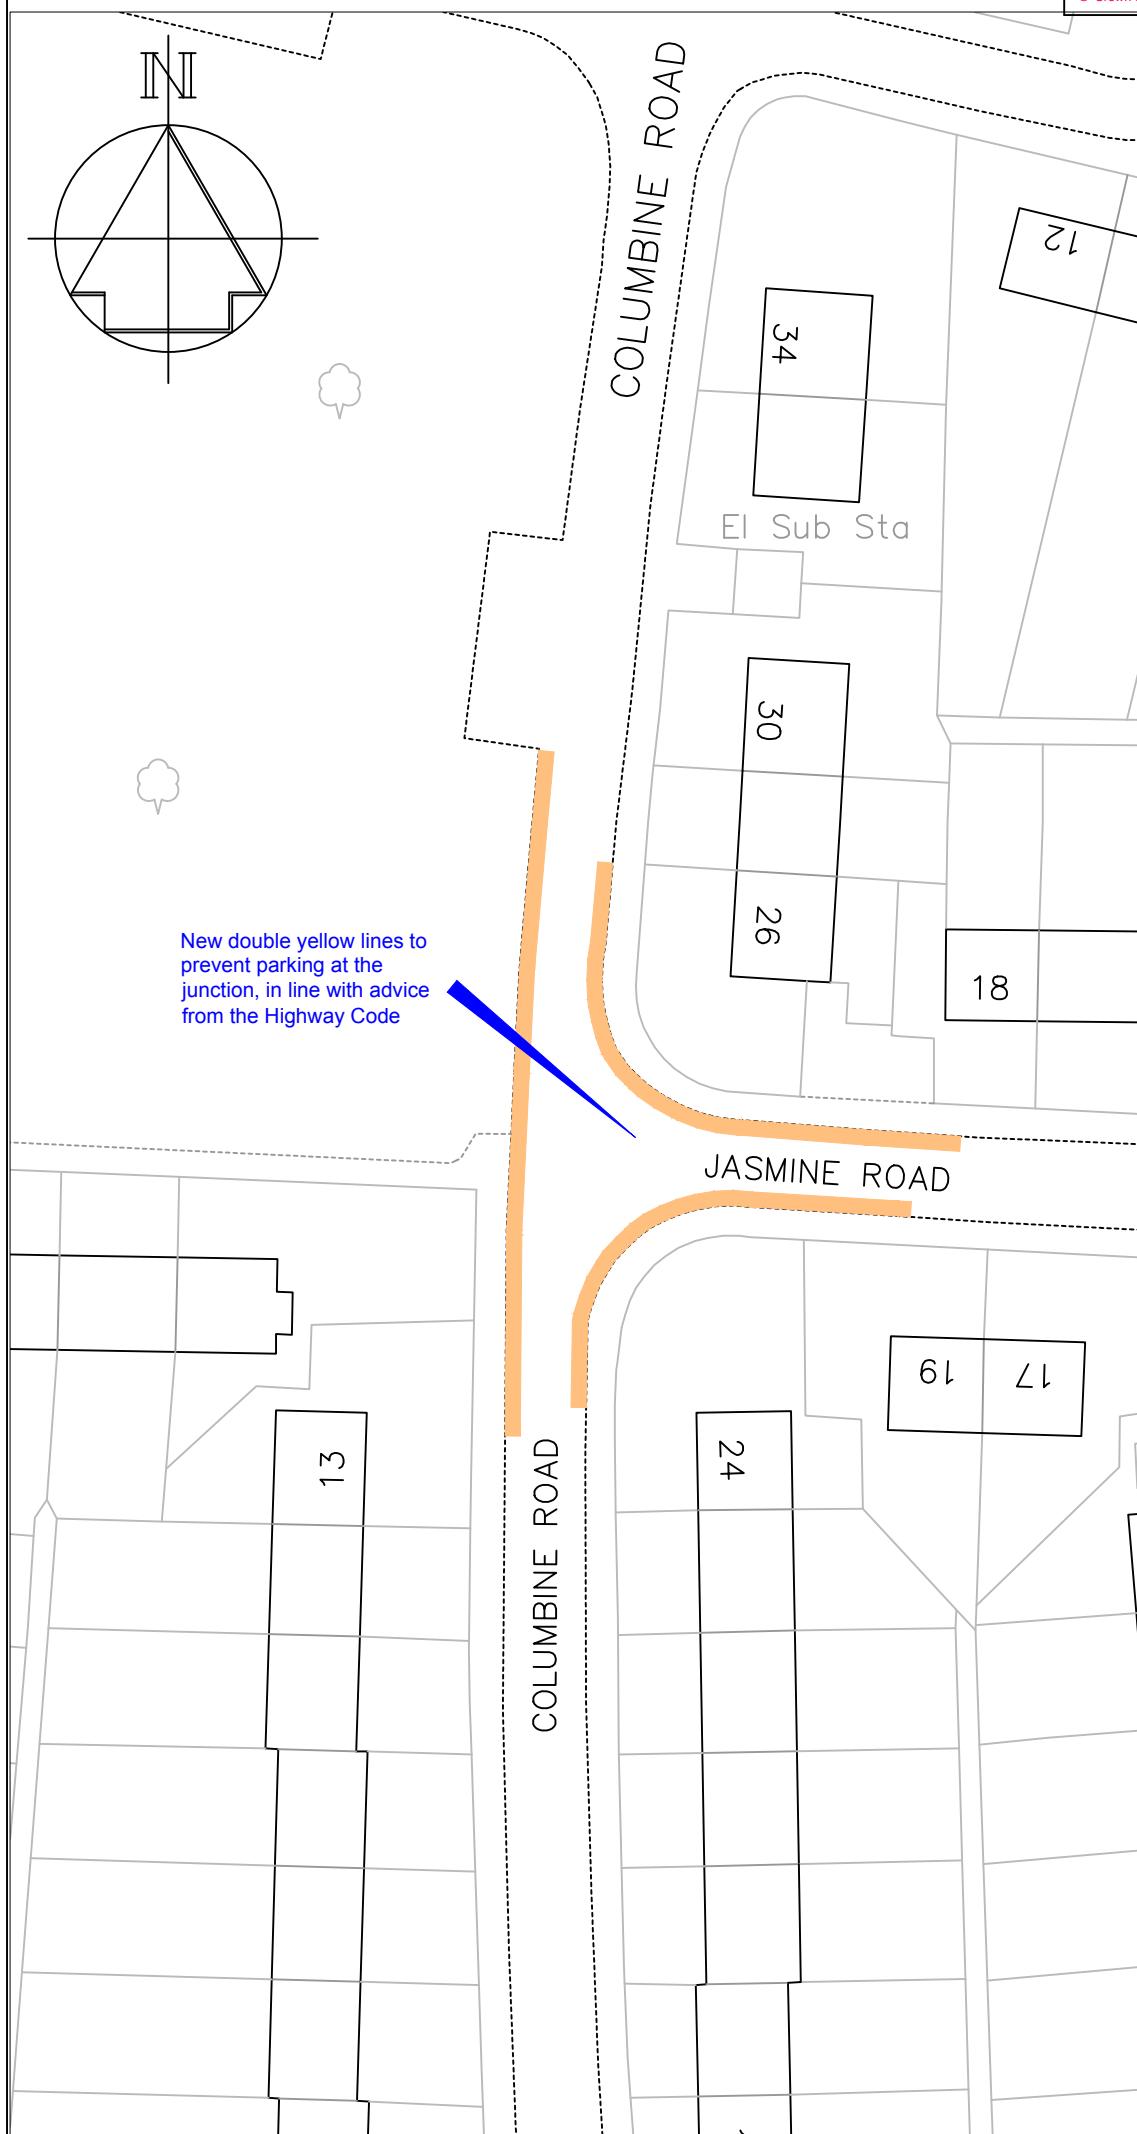 N
COLUMBINE ROAD
12
34
El Sub Sta
30
26
18
New double yellow lines to
prevent parking at the
junction, in line with advice
from the Highway Code
JASMINE ROAD
19
17
13
24
COLUMBINE ROAD